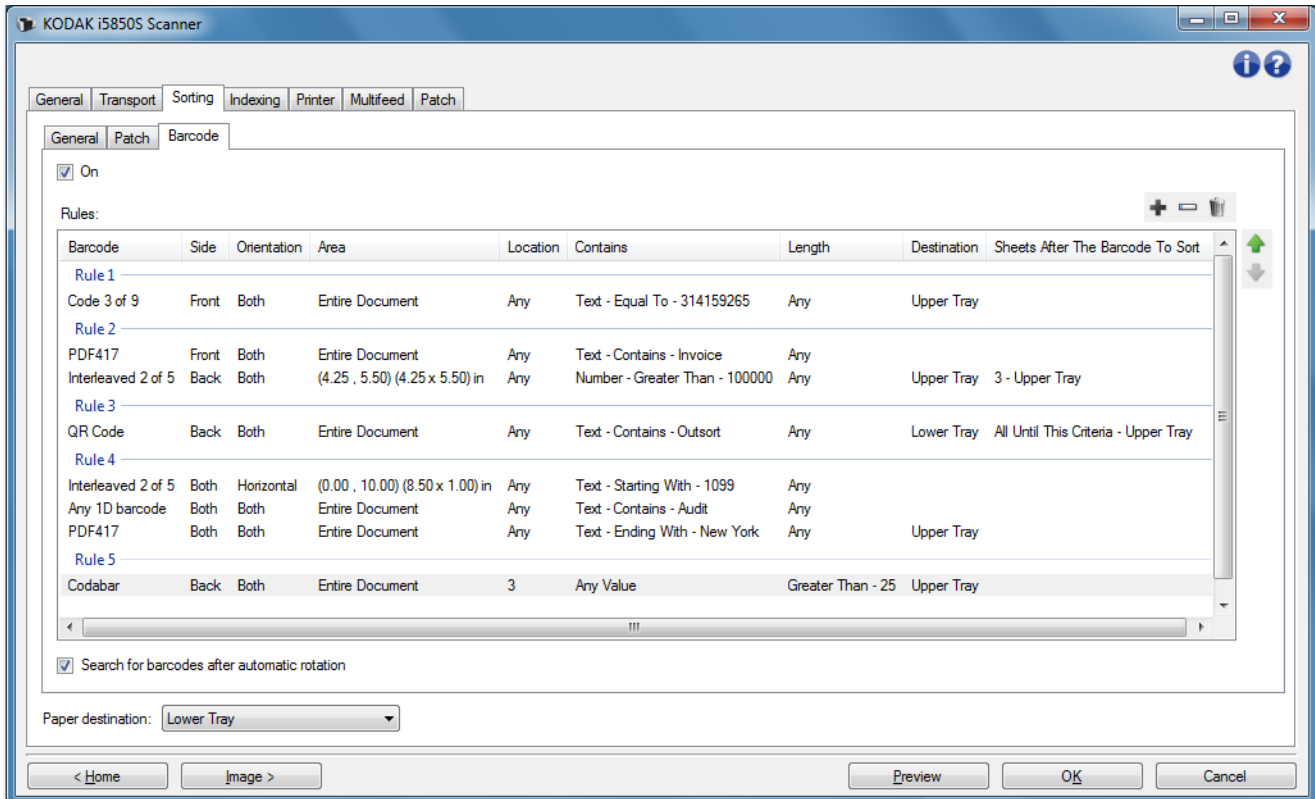 KODAK i5850S Scanner
General Transport Sorting Indexing Printer Multifeed Patch
General Patch Barcode
On
Rules:
Barcode Side Orientation Area Location Contains Length Destination Sheets After The Barcode To Sort
Rule 1
Code 3 of 9 Front Both Entire Document Any Text - Equal To - 314159265 Any Upper Tray
Rule 2
PDF417 Front Both Entire Document Any Text - Contains - Invoice Any
Interleaved 2 of 5 Back Both (4.25 , 5.50) (4.25 x 5.50) in Any Number - Greater Than - 100000 Any Upper Tray 3 - Upper Tray
Rule 3
QR Code Back Both Entire Document Any Text - Contains - Outsort Any Lower Tray All Until This Criteria - Upper Tray
Rule 4
Interleaved 2 of 5 Both Horizontal (0.00 , 10.00) (8.50 x 1.00) in Any Text - Starting With - 1099 Any
Any 1D barcode Both Both Entire Document Any Text - Contains - Audit Any
PDF417 Both Both Entire Document Any Text - Ending With - New York Any Upper Tray
Rule 5
Codabar Back Both Entire Document 3 Any Value Greater Than - 25 Upper Tray
Search for barcodes after automatic rotation
Paper destination: Lower Tray
< Home Image > Preview OK Cancel